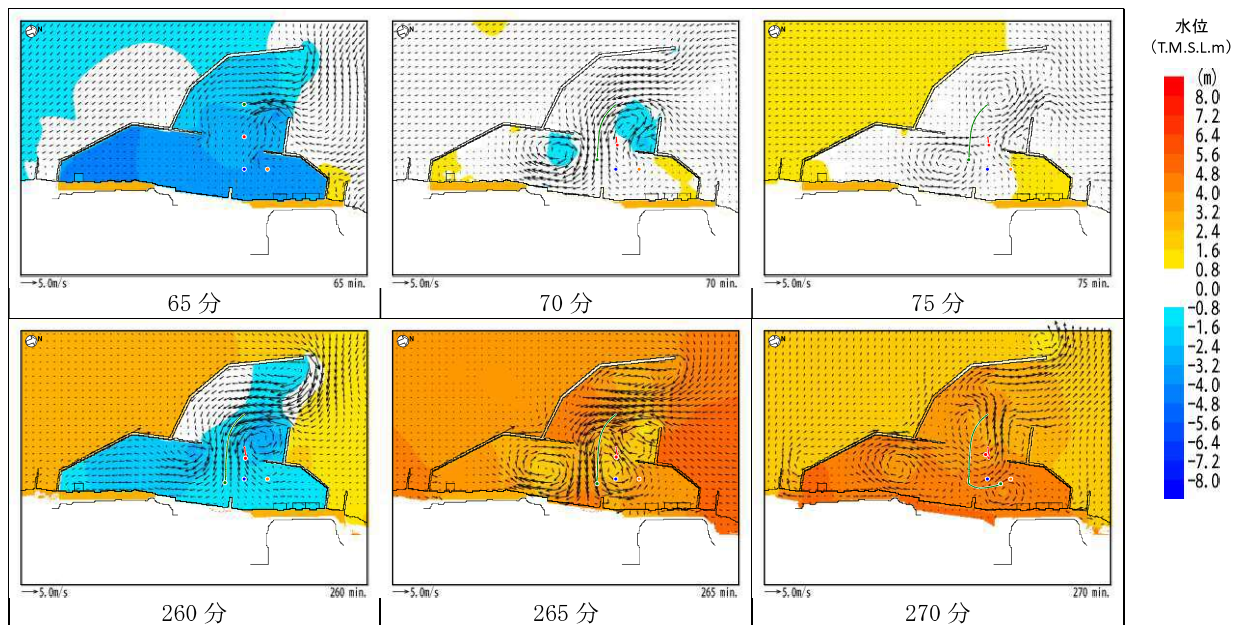 N
N
N
5.0m/s 65 min.
5.0m/s 70 min.
5.0m/s 75 min.
65 分
70 分
75 分
N
N
N
5.0m/s 260 min.
5.0m/s 265 min.
5.0m/s 270 min.
260 分
265 分
270 分
水位
(T.M.S.L.m)
(m)
8.0
7.2
6.4
5.6
4.8
4.0
3.2
2.4
1.6
0.8
0.0
-0.8
-1.6
-2.4
-3.2
-4.0
-4.8
-5.6
-6.4
-7.2
-8.0